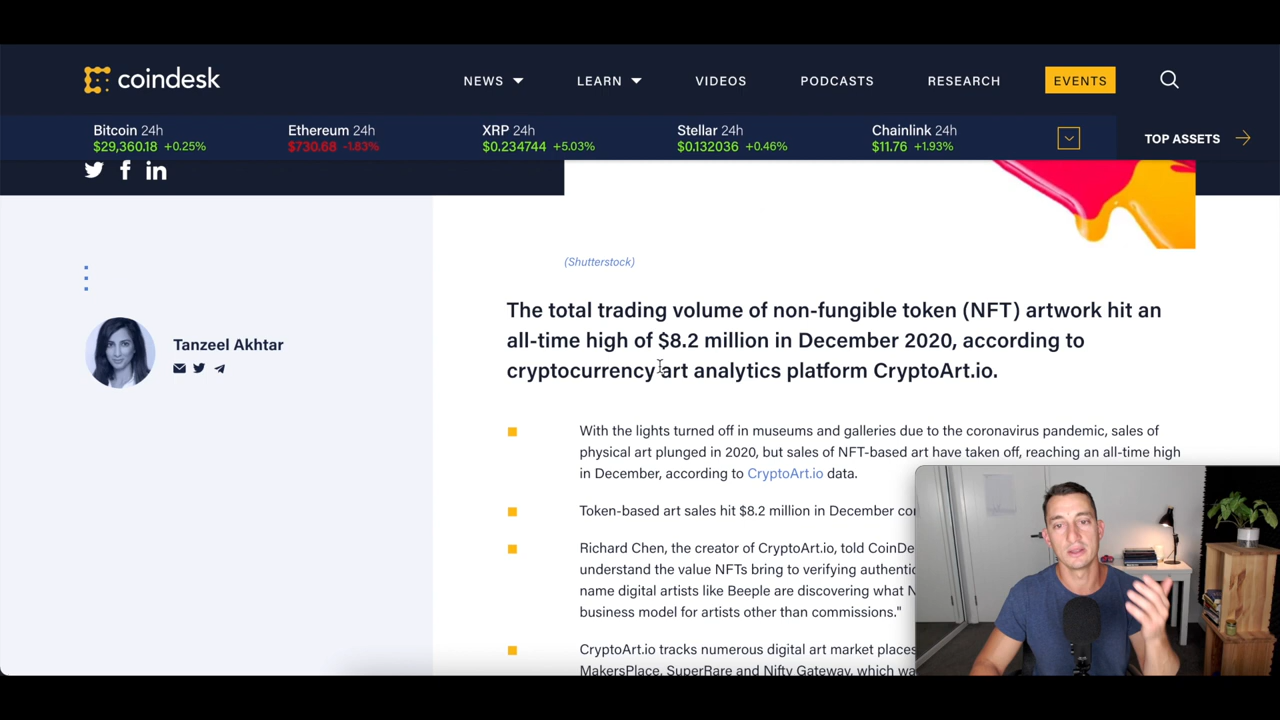 coindesk
NEWS
LEARN
VIDEOS
PODCASTS
RESEARCH
EVENTS
Bitcoin 24h
$29,360.18 +0.25%
Ethereum 24h
$730.68 -1.83%
XRP 24h
$0.234744 +5.03%
Stellar 24h
$0.132036 +0.46%
Chainlink 24h
$11.76 +1.93%
TOP ASSETS
(Shutterstock)
Tanzeel Akhtar
The total trading volume of non-fungible token (NFT) artwork hit an
all-time high of $8.2 million in December 2020, according to
cryptocurrency art analytics platform CryptoArt.io.
With the lights turned off in museums and galleries due to the coronavirus pandemic, sales of
physical art plunged in 2020, but sales of NFT-based art have taken off, reaching an all-time high
in December, according to CryptoArt.io data.
Token-based art sales hit $8.2 million in December
Richard Chen, the creator of CryptoArt.io, told
understand the value NFTs bring to verifying
name digital artists like Beeple are discovering what
business model for artists other than commissions."
CryptoArt.io tracks numerous digital art market places
MakersPlace, SuperRare and Nifty Gateway, which